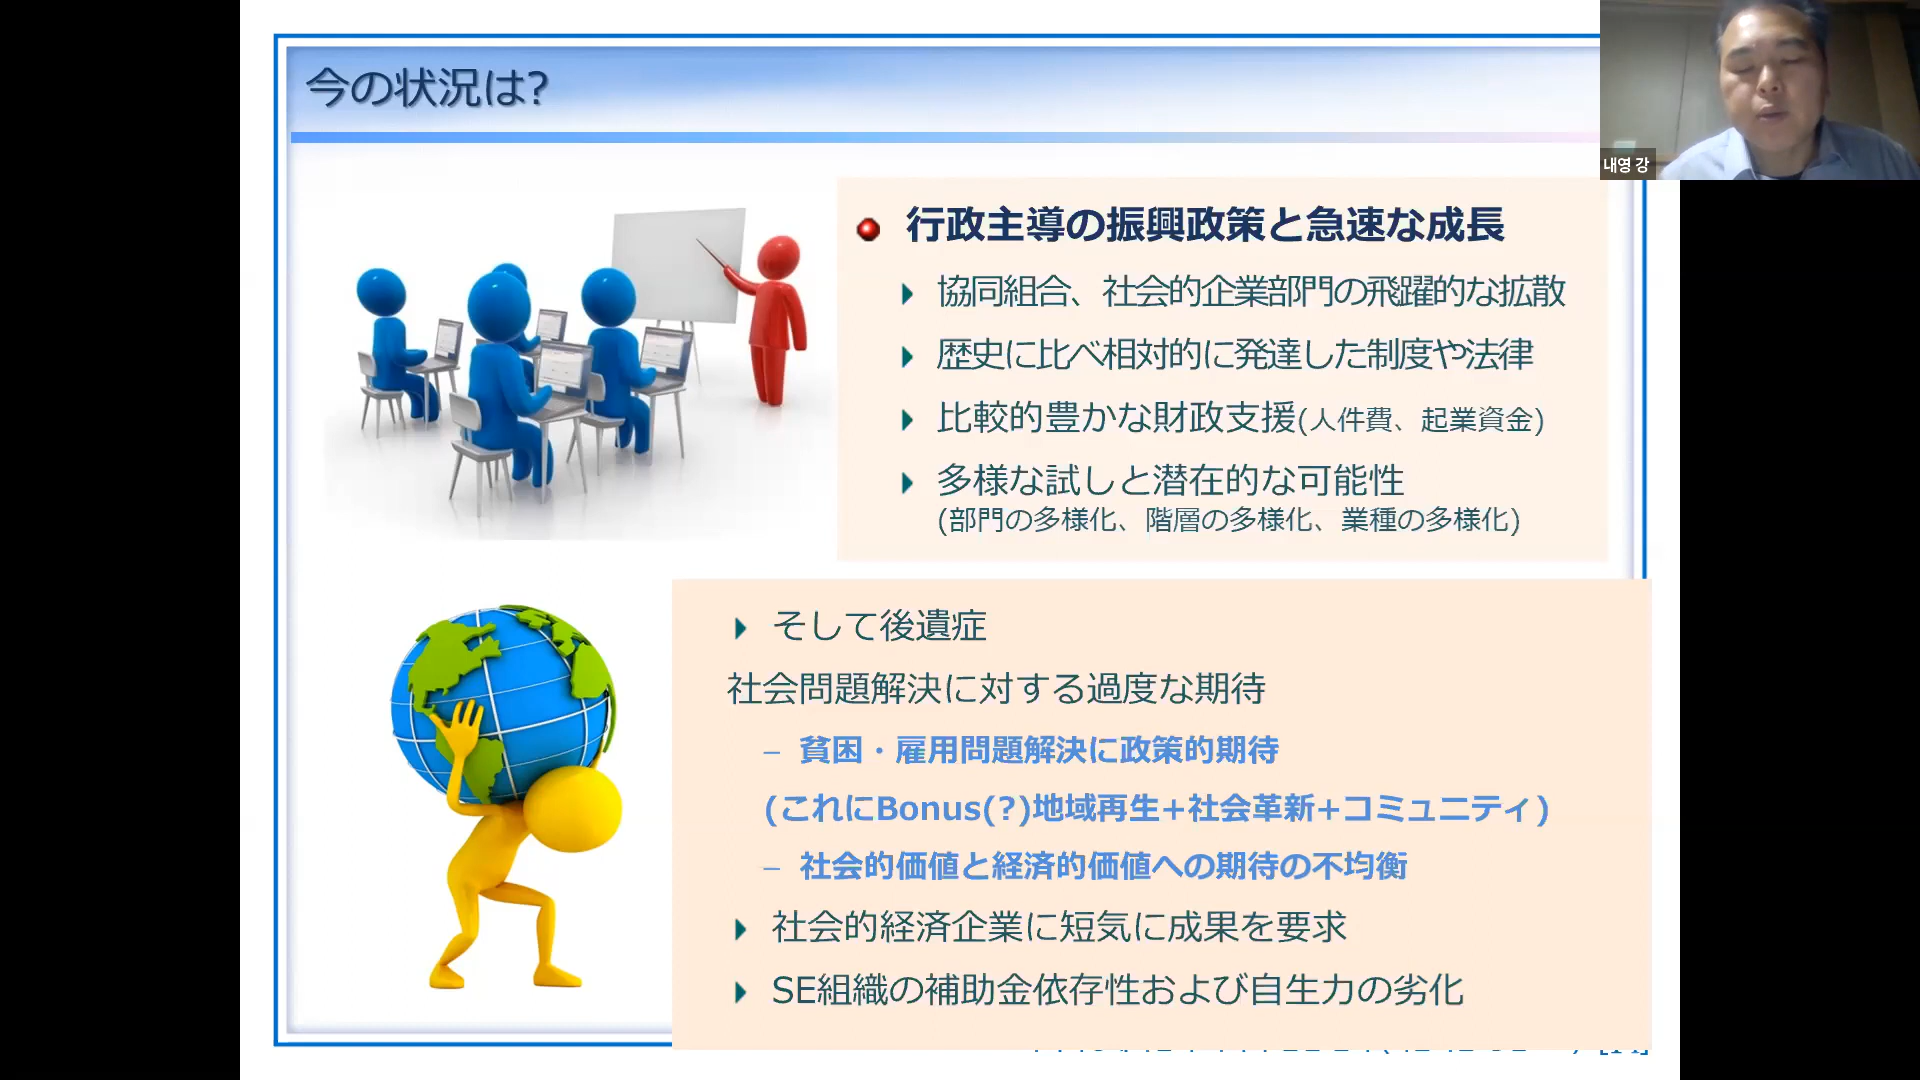 今の状況は?
내영 강
行政主導の振興政策と急速な成長
協同組合、社会的企業部門の飛躍的な拡散
歴史に比べ相対的に発達した制度や法律
比較的豊かな財政支援(人件費、起業資金)
多様な試しと潜在的な可能性
(部門の多様化、階層の多様化、業種の多様化)
そして後遺症
社会問題解決に対する過度な期待
– 貧困・雇用問題解決に政策的期待
(これにBonus(?)地域再生+社会革新+コミュニティ)
– 社会的価値と経済的価値への期待の不均衡
社会的経済企業に短気に成果を要求
SE組織の補助金依存性および自生力の劣化